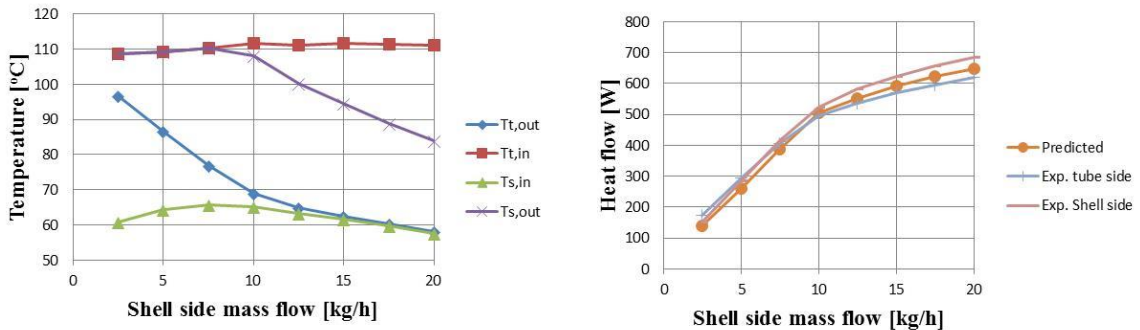 Temperature [°C]
120
110
100
90
80
70
60
50
0
5
10
15
20
Shell side mass flow [kg/h]
Tt,out
Tt,in
Ts,in
Ts,out
Heat flow [W]
800
700
600
500
400
300
200
100
0
0
5
10
15
20
Shell side mass flow [kg/h]
Predicted
Exp. tube side
Exp. Shell side